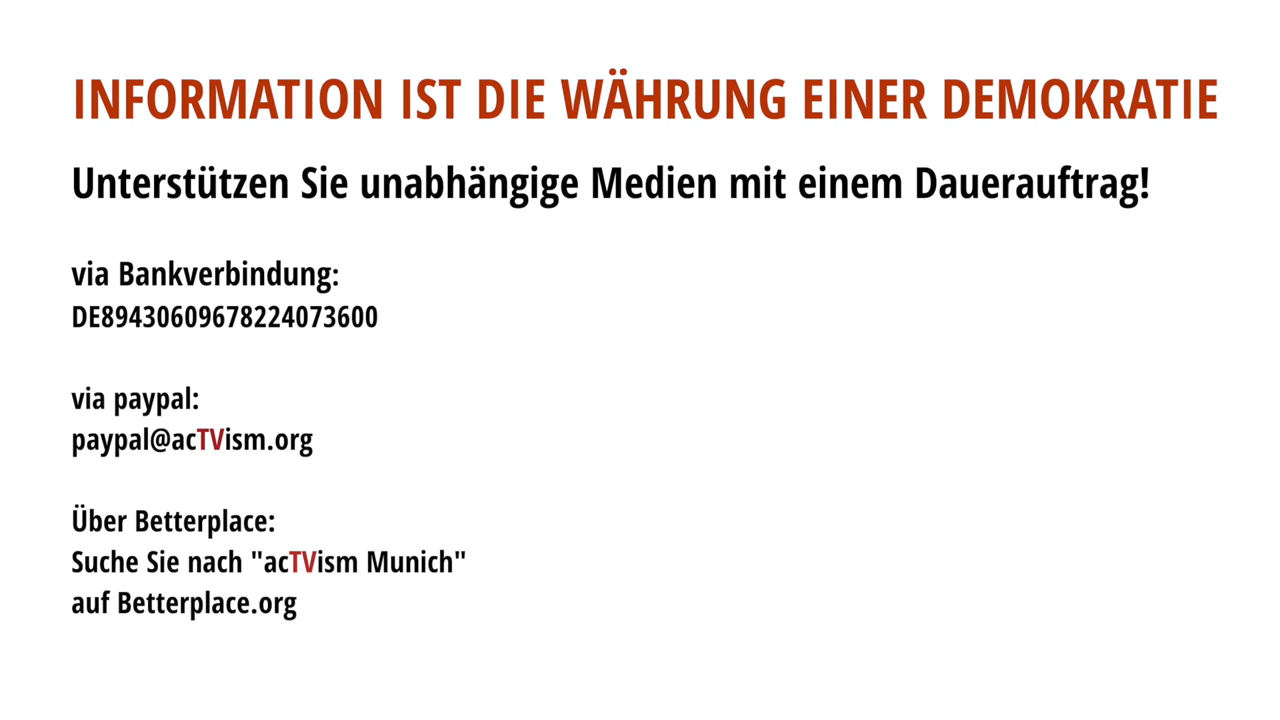 INFORMATION IST DIE WÄHRUNG EINER DEMOKRATIE
Unterstützen Sie unabhängige Medien mit einem Dauerauftrag!
via Bankverbindung:
DE89430609678224073600
via paypal:
paypal@acTVism.org
Über Betterplace:
Suche Sie nach "acTVism Munich"
auf Betterplace.org